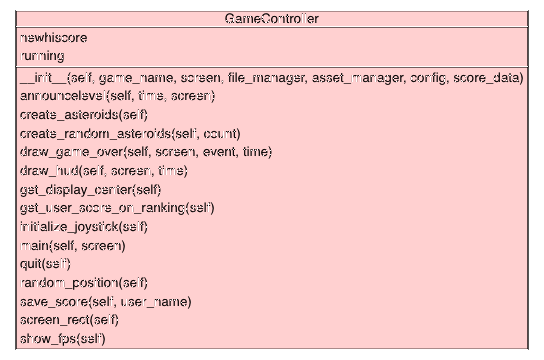 GameController
newhiscore
running
__init__(self, game_name, screen, file_manager, asset_manager, config, score_data)
announcelevel(self, time, screen)
create_asteroids(self)
create_random_asteroids(self, count)
draw_game_over(self, screen, event, time)
draw_hud(self, screen, time)
get_display_center(self)
get_user_score_on_ranking(self)
initialize_joystick(self)
main(self, screen)
quit(self)
random_position(self)
save_score(self, user_name)
screen_rect(self)
show_fps(self)